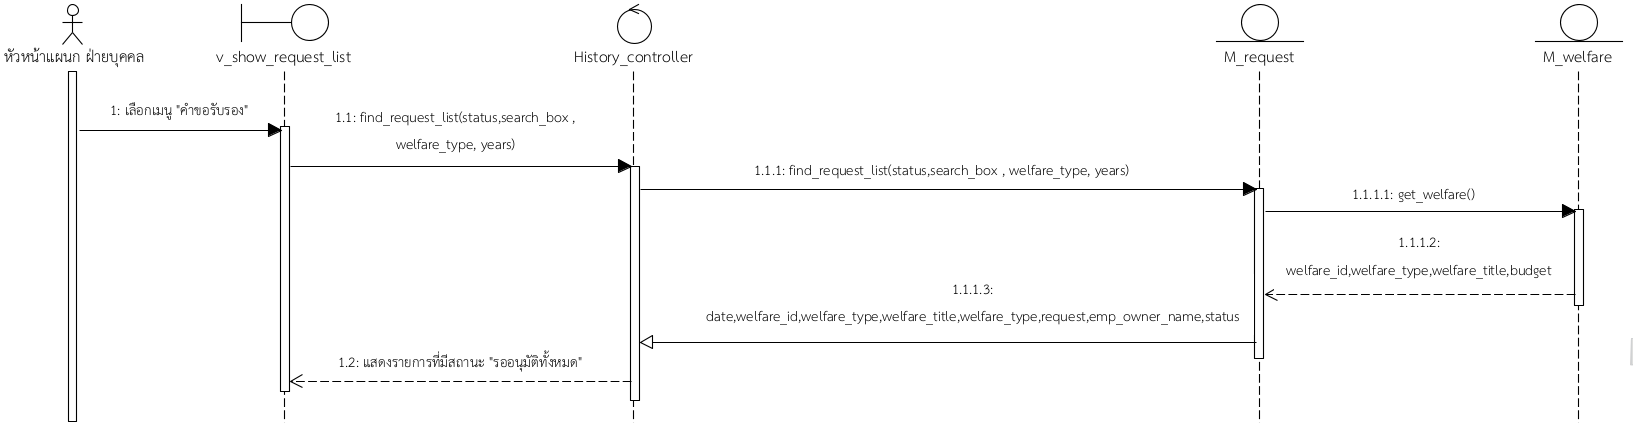 หัวหน้าแผนก ฝ่ายบุคคล
v_show_request_list
History_controller
M_request
M_welfare
1: เลือกเมนู "คำขอรับรอง"
1.1: find_request_list(status,search_box ,
welfare_type, years)
1.1.1: find_request_list(status,search_box , welfare_type, years)
1.1.1.1: get_welfare()
1.1.1.2:
welfare_id,welfare_type,welfare_title,budget
1.1.1.3:
date,welfare_id,welfare_type,welfare_title,welfare_type,request,emp_owner_name,status
1.2: แสดงรายการที่มีสถานะ "รออนุมัติทั้งหมด"